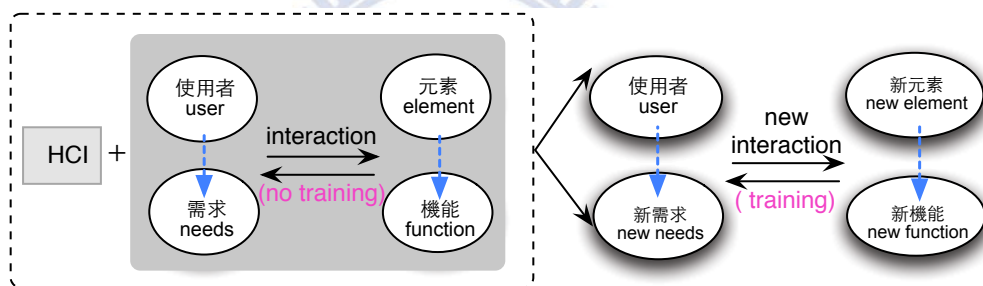 HCI
+
使用者
user
元素
element
interaction
(no training)
需求
needs
機能
function
使用者
user
新元素
new element
new
interaction
( training)
新需求
new needs
新機能
new function